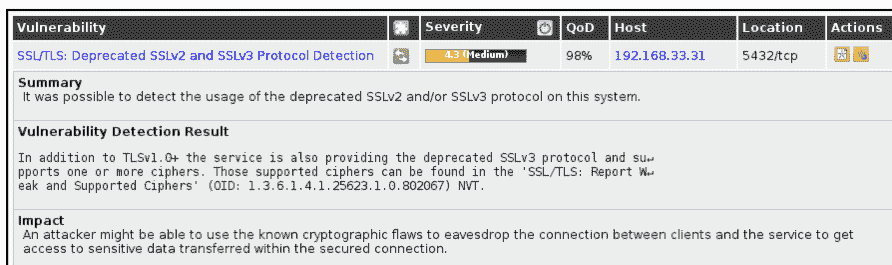 Vulnerability Severity QoD Host Location Actions
SSL/TLS: Deprecated SSLv2 and SSLv3 Protocol Detection 4.3 (Medium) 98% 192.168.33.31 5432/tcp
Summary
It was possible to detect the usage of the deprecated SSLv2 and/or SSLv3 protocol on this system.
Vulnerability Detection Result
In addition to TLSv1.0+ the service is also providing the deprecated SSLv3 protocol and su↵
pports one or more ciphers. Those supported ciphers can be found in the 'SSL/TLS: Report W↵
eak and Supported Ciphers' (OID: 1.3.6.1.4.1.25623.1.0.802067) NVT.
Impact
An attacker might be able to use the known cryptographic flaws to eavesdrop the connection between clients and the service to get
access to sensitive data transferred within the secured connection.